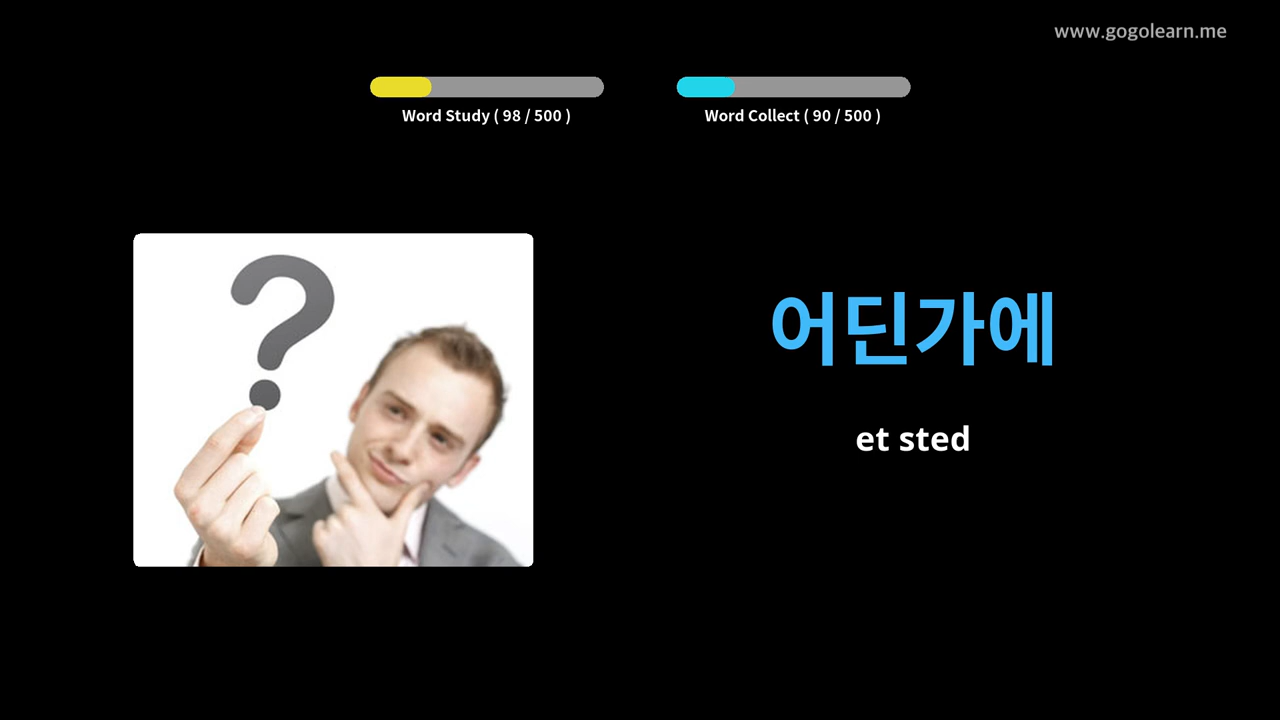 www.gogolearn.me
Word Study ( 98 / 500 )
Word Collect ( 90 / 500 )
?
어딘가에
et sted